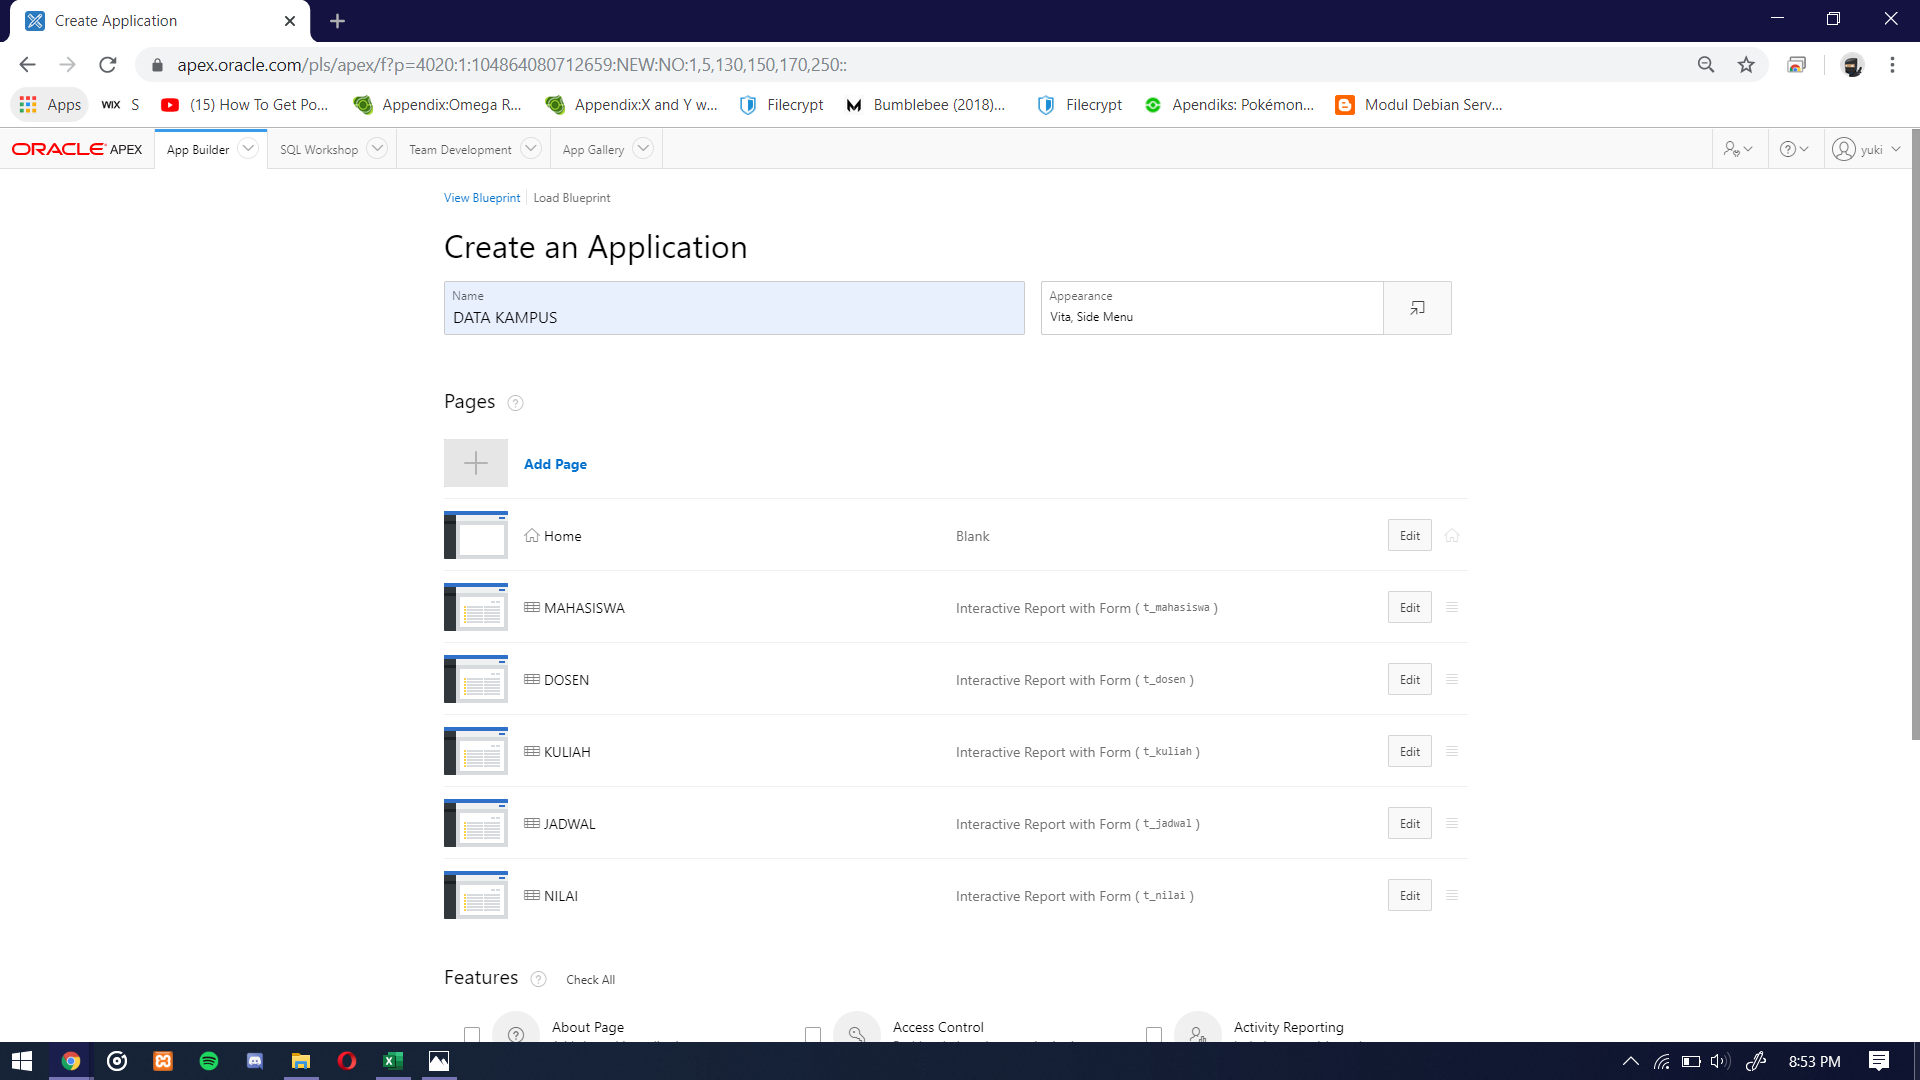 Create Application
apex.oracle.com/pls/apex/f?p=4020:1:104864080712659:NEW:NO:1,5,130,150,170,250::
Apps WIX S (15) How To Get Po... Appendix:Omega R... Appendix:X and Y w... Filecrypt Bumblebee (2018)... Filecrypt Apendiks: Pokémon... Modul Debian Serv...
ORACLE APEX App Builder SQL Workshop Team Development App Gallery yuki
View Blueprint Load Blueprint
Create an Application
Name
DATA KAMPUS
Appearance
Vita, Side Menu
Pages
Add Page
Home Blank Edit
MAHASISWA Interactive Report with Form ( t_mahasiswa ) Edit
DOSEN Interactive Report with Form ( t_dosen ) Edit
KULIAH Interactive Report with Form ( t_kuliah ) Edit
JADWAL Interactive Report with Form ( t_jadwal ) Edit
NILAI Interactive Report with Form ( t_nilai ) Edit
Features Check All
About Page Access Control Activity Reporting
8:53 PM